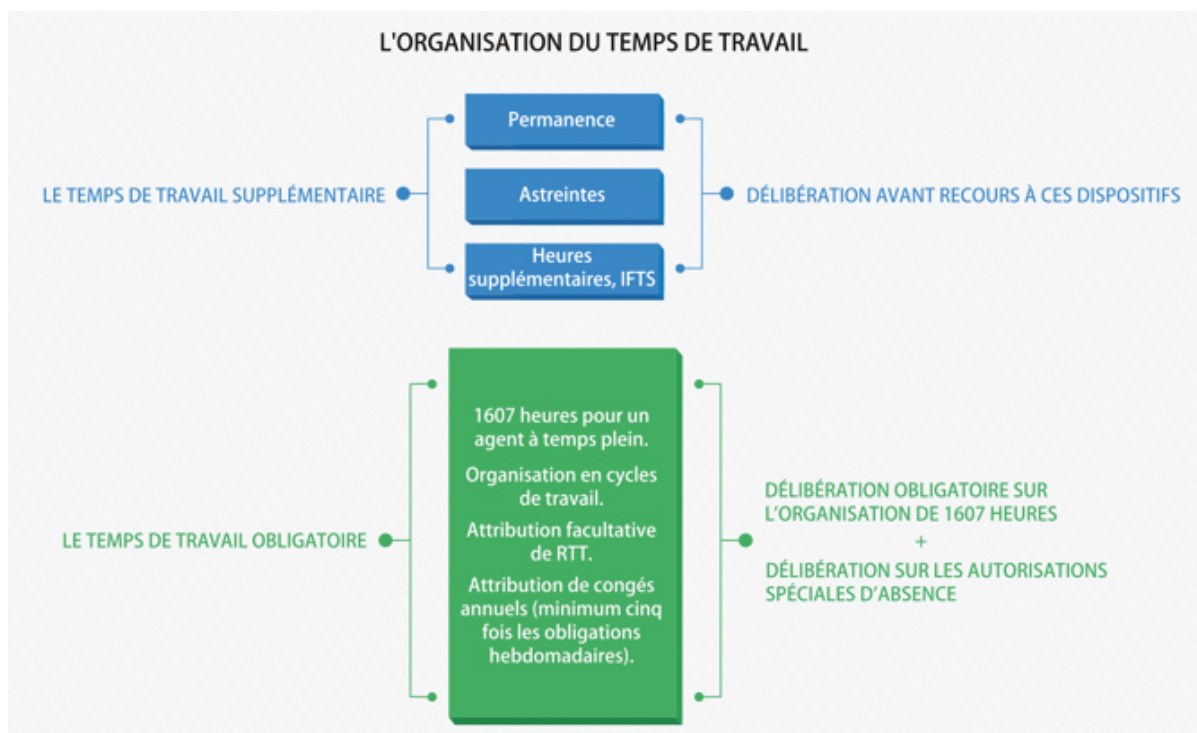 L'ORGANISATION DU TEMPS DE TRAVAIL
Permanence
LE TEMPS DE TRAVAIL SUPPLÉMENTAIRE
Astreintes
DÉLIBÉRATION AVANT RECOURS À CES DISPOSITIFS
Heures
supplémentaires, IFTS
1607 heures pour un
agent à temps plein.
Organisation en cycles
de travail.
Attribution facultative
de RTT.
Attribution de congés
annuels (minimum cinq
fois les obligations
hebdomadaires).
LE TEMPS DE TRAVAIL OBLIGATOIRE
DÉLIBÉRATION OBLIGATOIRE SUR
L'ORGANISATION DE 1607 HEURES
+
DÉLIBÉRATION SUR LES AUTORISATIONS
SPÉCIALES D'ABSENCE